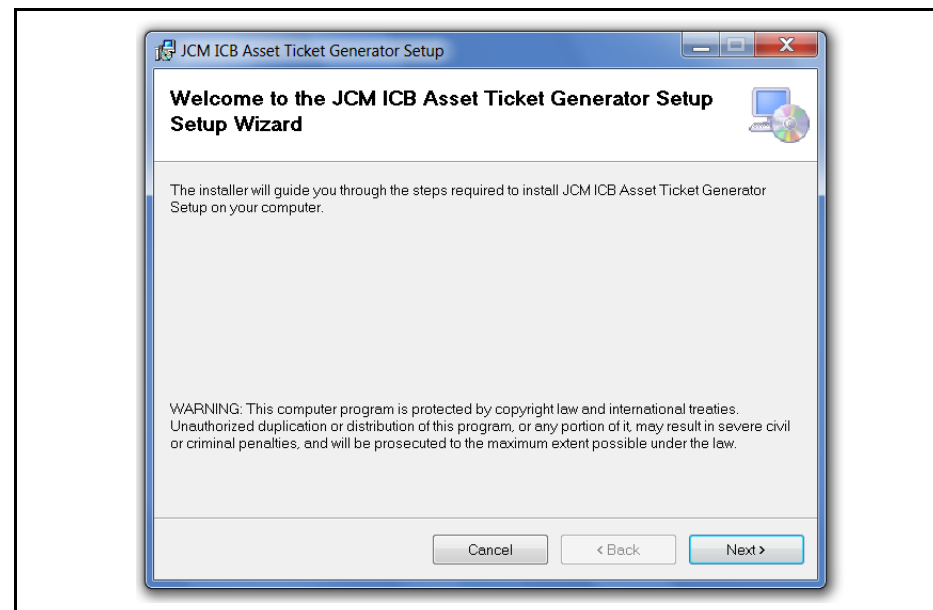 JCM ICB Asset Ticket Generator Setup
Welcome to the JCM ICB Asset Ticket Generator Setup
Setup Wizard
The installer will guide you through the steps required to install JCM ICB Asset Ticket Generator
Setup on your computer.
WARNING: This computer program is protected by copyright law and international treaties.
Unauthorized duplication or distribution of this program, or any portion of it, may result in severe civil
or criminal penalties, and will be prosecuted to the maximum extent possible under the law.
Cancel < Back Next >